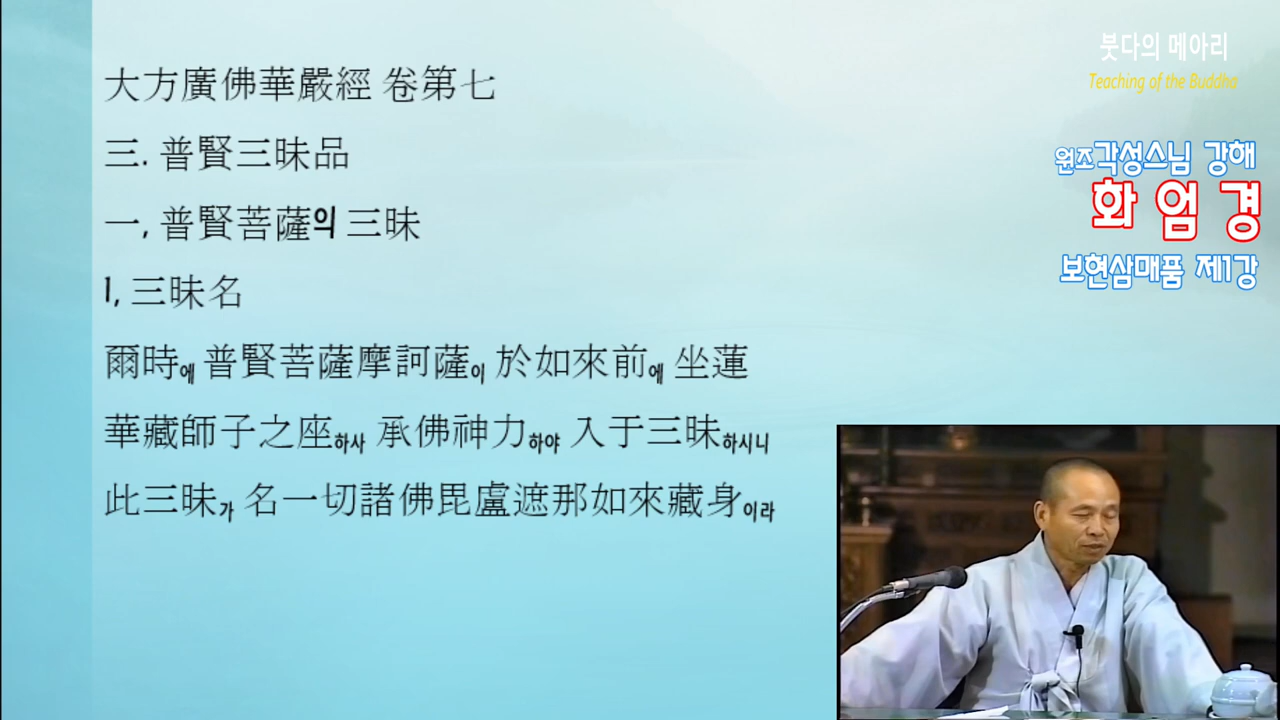 大方廣佛華嚴經 卷第七
三. 普賢三昧品
一, 普賢菩薩의 三昧
1, 三昧名
爾時에 普賢菩薩摩訶薩이 於如來前에 坐蓮
華藏師子之座하사 承佛神力하야 入于三昧하시니
此三昧가 名一切諸佛毘盧遮那如來藏身이라
붓다의 메아리
Teaching of the Buddha
원조각성스님 강해
화엄경
보현삼매품 제1강